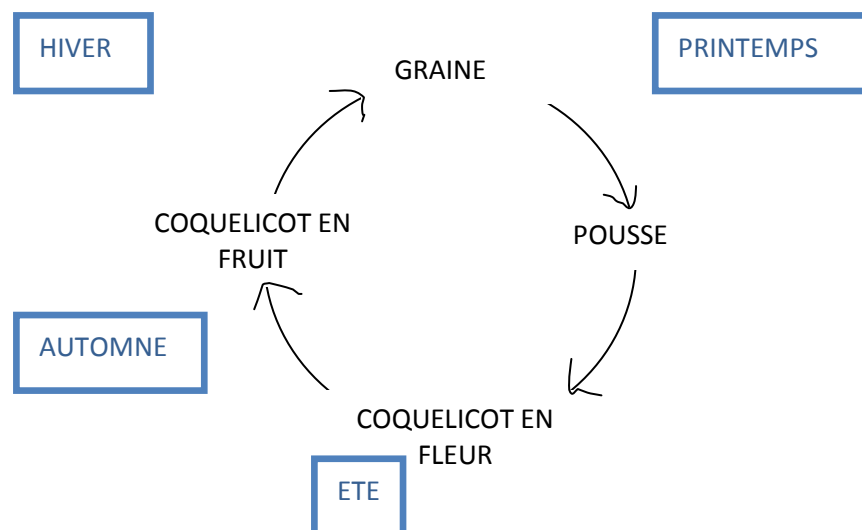 HIVER
PRINTEMPS
GRAINE
COQUELICOT EN
FRUIT
POUSSE
AUTOMNE
COQUELICOT EN
FLEUR
ETE